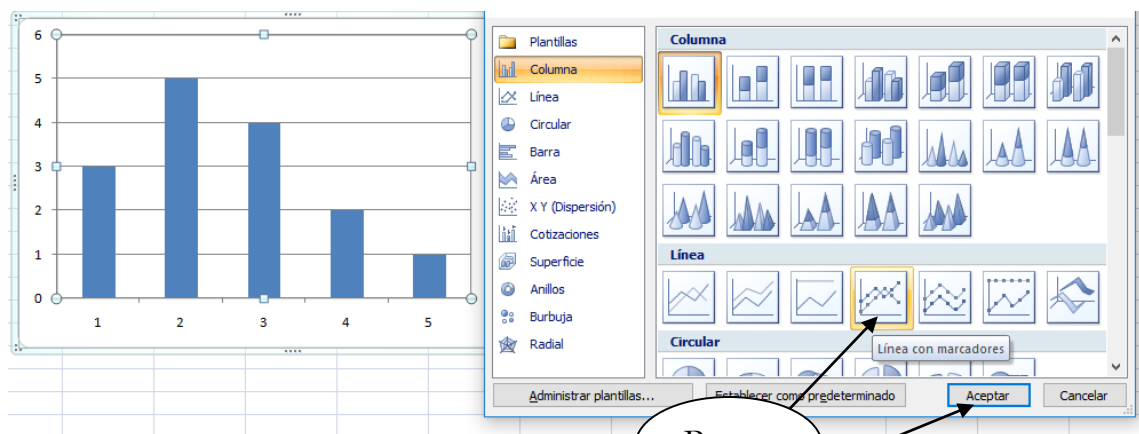 6
5
4
3
2
1
0
1 2 3 4 5
Plantillas
Columna
Línea
Circular
Barra
Área
X Y (Dispersión)
Cotizaciones
Superficie
Anillos
Burbuja
Radial
Columna
Línea
Línea con marcadores
Circular
Administrar plantillas...
Establecer como predeterminado
Aceptar
Cancelar